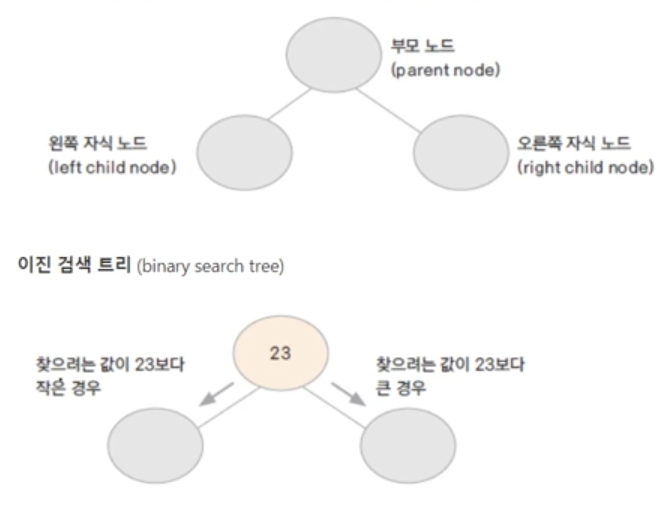 부모 노드
(parent node)
왼쪽 자식 노드
(left child node)
오른쪽 자식 노드
(right child node)
이진 검색 트리 (binary search tree)
23
찾으려는 값이 23보다
작은 경우
찾으려는 값이 23보다
큰 경우